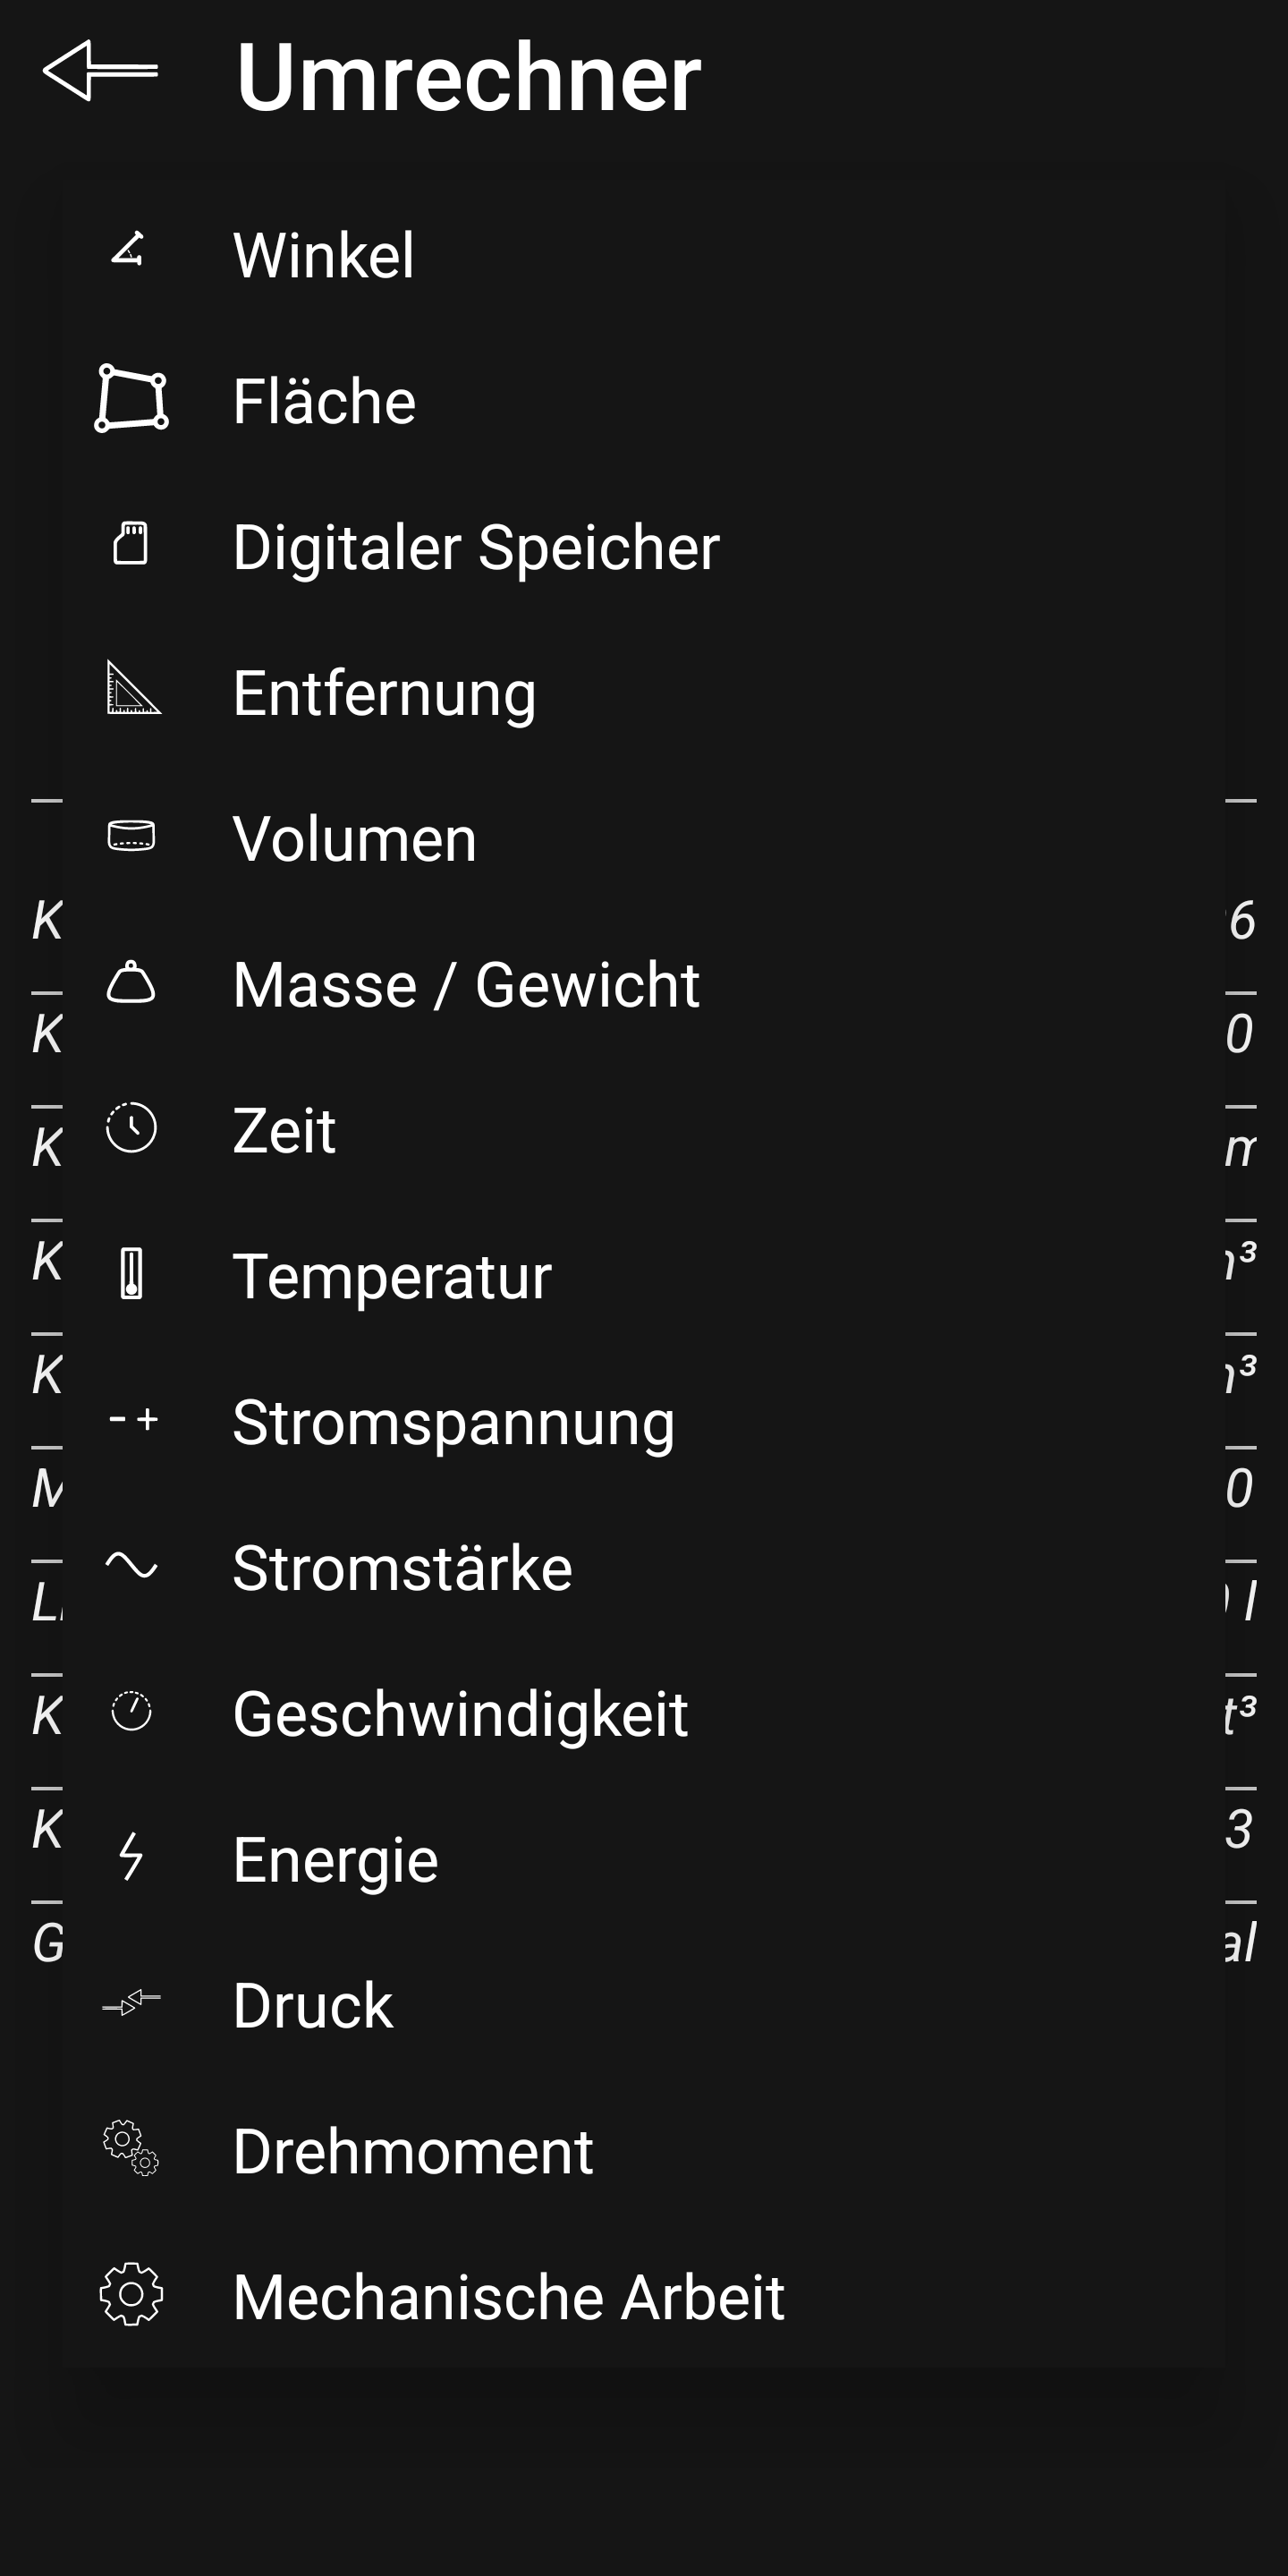 Umrechner
Winkel
Fläche
Digitaler Speicher
Entfernung
Volumen
Masse / Gewicht
Zeit
Temperatur
Stromspannung
Stromstärke
Geschwindigkeit
Energie
Druck
Drehmoment
Mechanische Arbeit